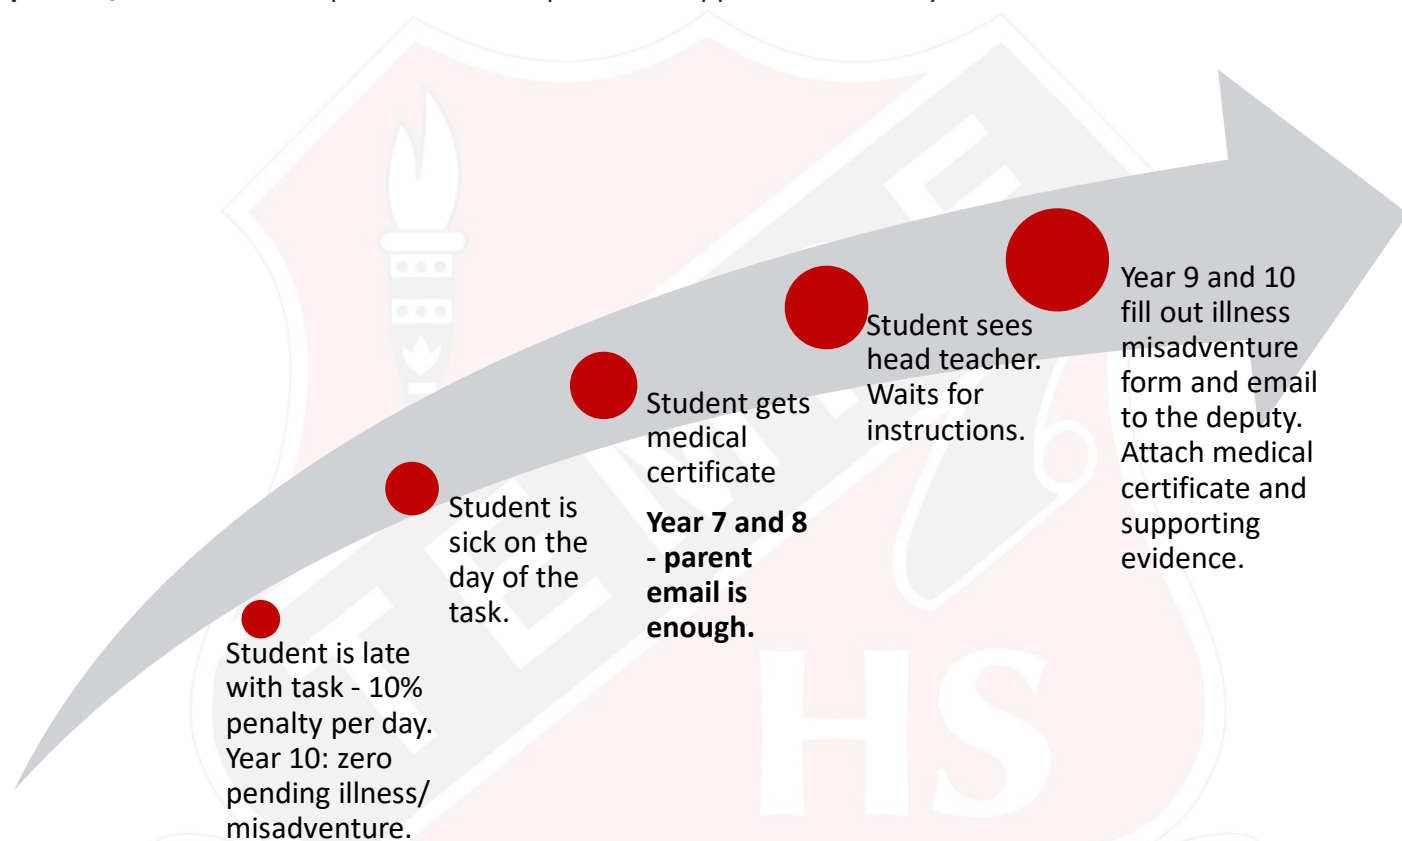 Student is late
with task - 10%
penalty per day.
Year 10: zero
pending illness/
misadventure.
Student is
sick on the
day of the
task.
Student gets
medical
certificate
Year 7 and 8
- parent
email is
enough.
Student sees
head teacher.
Waits for
instructions.
Year 9 and 10
fill out illness
misadventure
form and email
to the deputy.
Attach medical
certificate and
supporting
evidence.
HS